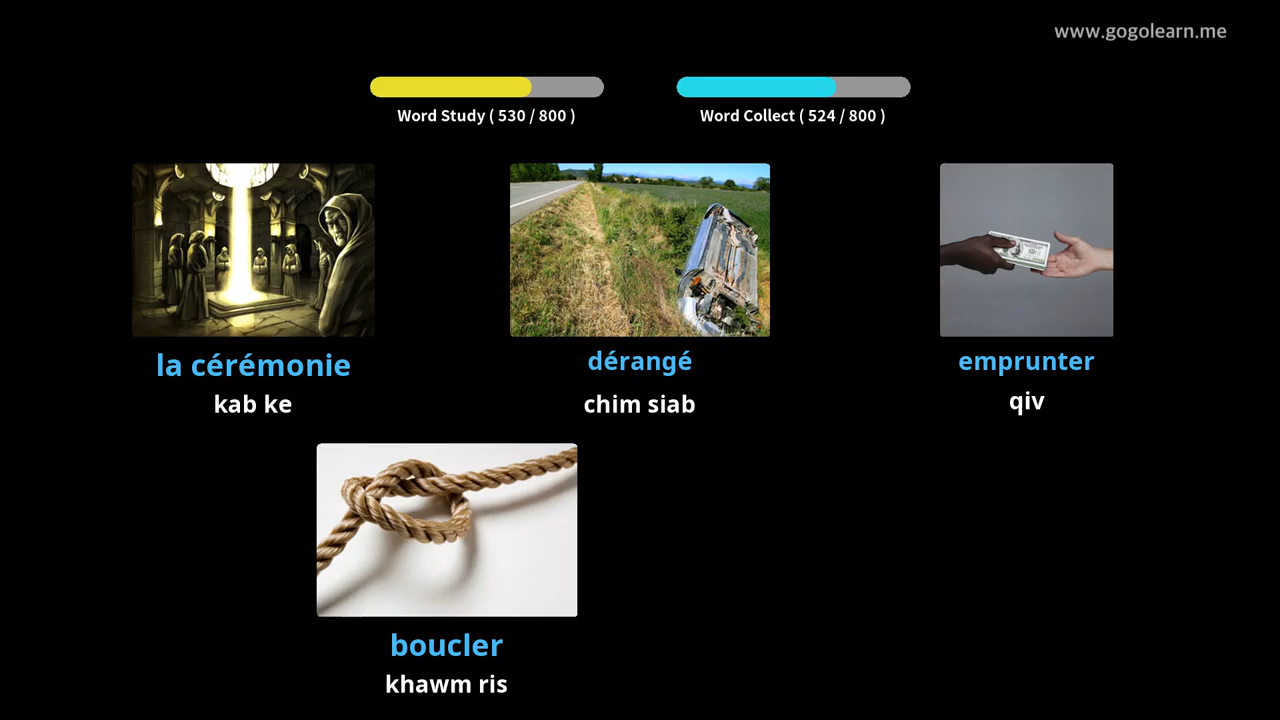 www.gogolearn.me
Word Study ( 530 / 800 )
Word Collect ( 524 / 800 )
la cérémonie
kab ke
dérangé
chim siab
emprunter
qiv
boucler
khawm ris